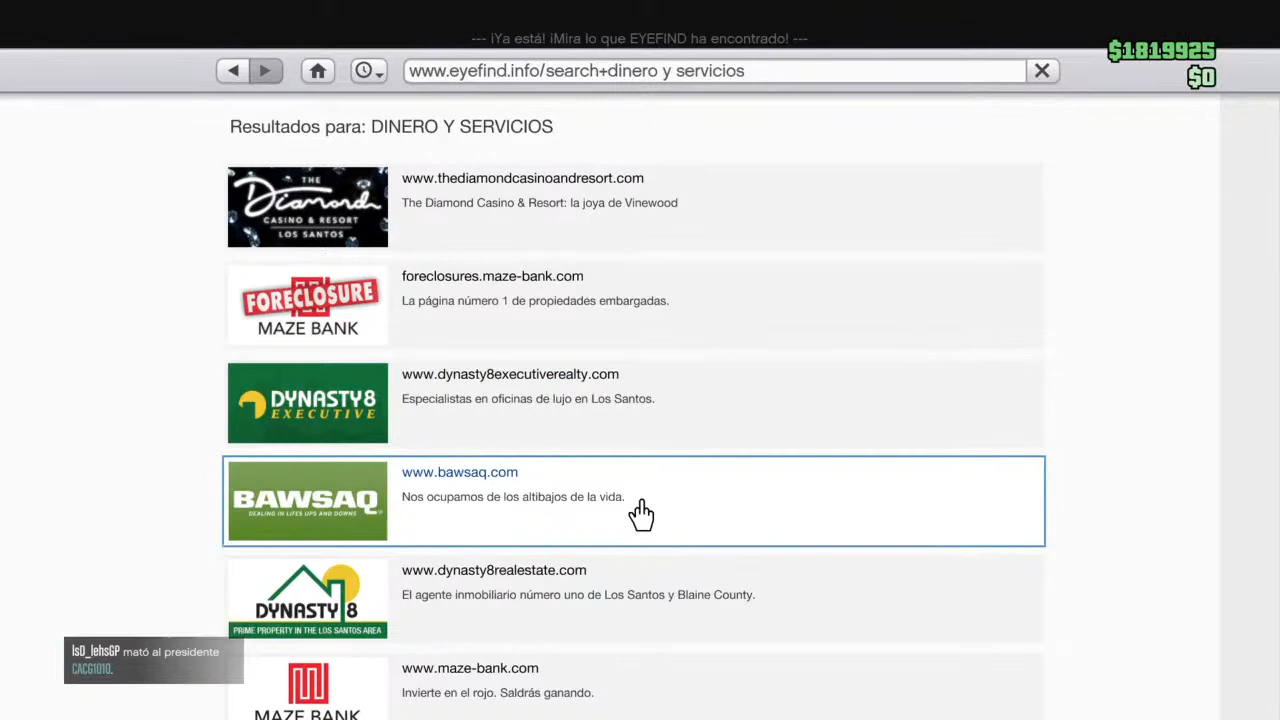 --- ¡Ya está! ¡Mira lo que EYEFIND ha encontrado! ---
$1819925
$0
www.eyefind.info/search+dinero y servicios
Resultados para: DINERO Y SERVICIOS
THE
Diamond
CASINO & RESORT
LOS SANTOS
www.thediamondcasinoandresort.com
The Diamond Casino & Resort: la joya de Vinewood
FORECLOSURE
MAZE BANK
foreclosures.maze-bank.com
La página número 1 de propiedades embargadas.
DYNASTY8
EXECUTIVE
www.dynasty8executiverealty.com
Especialistas en oficinas de lujo en Los Santos.
BAWSAQ
DEALING IN LIFES UPS AND DOWNS
www.bawsaq.com
Nos ocupamos de los altibajos de la vida.
DYNASTY 8
PRIME PROPERTY IN THE LOS SANTOS AREA
www.dynasty8realestate.com
El agente inmobiliario número uno de Los Santos y Blaine County.
MAZE BANK
www.maze-bank.com
Invierte en el rojo. Saldrás ganando.
lsD_lehsGP mató al presidente
CACG1010.